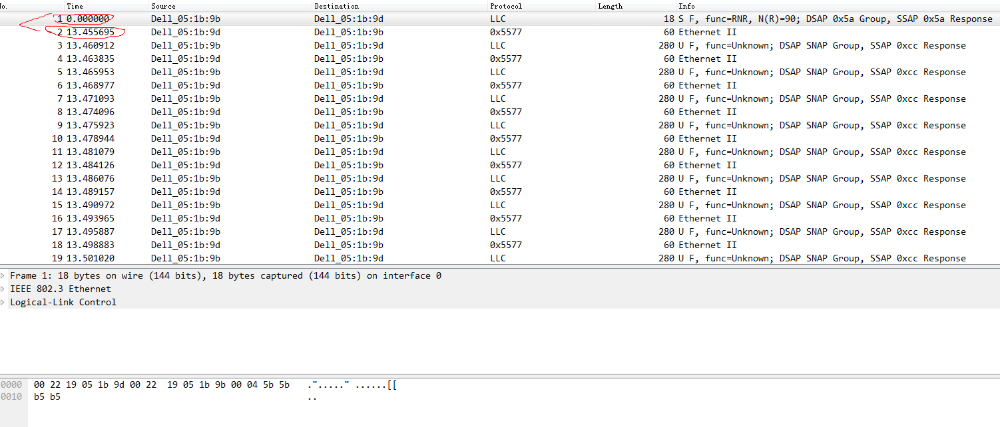 No. Time Source Destination Protocol Length Info
1 0.000000 Dell_05:1b:9b Dell_05:1b:9d LLC 18 S F, func=RNR, N(R)=90; DSAP 0x5a Group, SSAP 0x5a Response
2 13.455695 Dell_05:1b:9d Dell_05:1b:9b 0x5577 60 Ethernet II
3 13.460912 Dell_05:1b:9b Dell_05:1b:9d LLC 280 U F, func=Unknown; DSAP SNAP Group, SSAP 0xcc Response
4 13.463835 Dell_05:1b:9d Dell_05:1b:9b 0x5577 60 Ethernet II
5 13.465953 Dell_05:1b:9b Dell_05:1b:9d LLC 280 U F, func=Unknown; DSAP SNAP Group, SSAP 0xcc Response
6 13.468977 Dell_05:1b:9d Dell_05:1b:9b 0x5577 60 Ethernet II
7 13.471093 Dell_05:1b:9b Dell_05:1b:9d LLC 280 U F, func=Unknown; DSAP SNAP Group, SSAP 0xcc Response
8 13.474096 Dell_05:1b:9d Dell_05:1b:9b 0x5577 60 Ethernet II
9 13.475923 Dell_05:1b:9b Dell_05:1b:9d LLC 280 U F, func=Unknown; DSAP SNAP Group, SSAP 0xcc Response
10 13.478944 Dell_05:1b:9d Dell_05:1b:9b 0x5577 60 Ethernet II
11 13.481079 Dell_05:1b:9b Dell_05:1b:9d LLC 280 U F, func=Unknown; DSAP SNAP Group, SSAP 0xcc Response
12 13.484126 Dell_05:1b:9d Dell_05:1b:9b 0x5577 60 Ethernet II
13 13.486076 Dell_05:1b:9b Dell_05:1b:9d LLC 280 U F, func=Unknown; DSAP SNAP Group, SSAP 0xcc Response
14 13.489157 Dell_05:1b:9d Dell_05:1b:9b 0x5577 60 Ethernet II
15 13.490972 Dell_05:1b:9b Dell_05:1b:9d LLC 280 U F, func=Unknown; DSAP SNAP Group, SSAP 0xcc Response
16 13.493965 Dell_05:1b:9d Dell_05:1b:9b 0x5577 60 Ethernet II
17 13.495887 Dell_05:1b:9b Dell_05:1b:9d LLC 280 U F, func=Unknown; DSAP SNAP Group, SSAP 0xcc Response
18 13.498883 Dell_05:1b:9d Dell_05:1b:9b 0x5577 60 Ethernet II
19 13.501020 Dell_05:1b:9b Dell_05:1b:9d LLC 280 U F, func=Unknown; DSAP SNAP Group, SSAP 0xcc Response
Frame 1: 18 bytes on wire (144 bits), 18 bytes captured (144 bits) on interface 0
IEEE 802.3 Ethernet
Logical-Link Control
0000 00 22 19 05 1b 9d 00 22 19 05 1b 9b 00 04 5b 5b ."....." ......[[
0010 b5 b5 ..